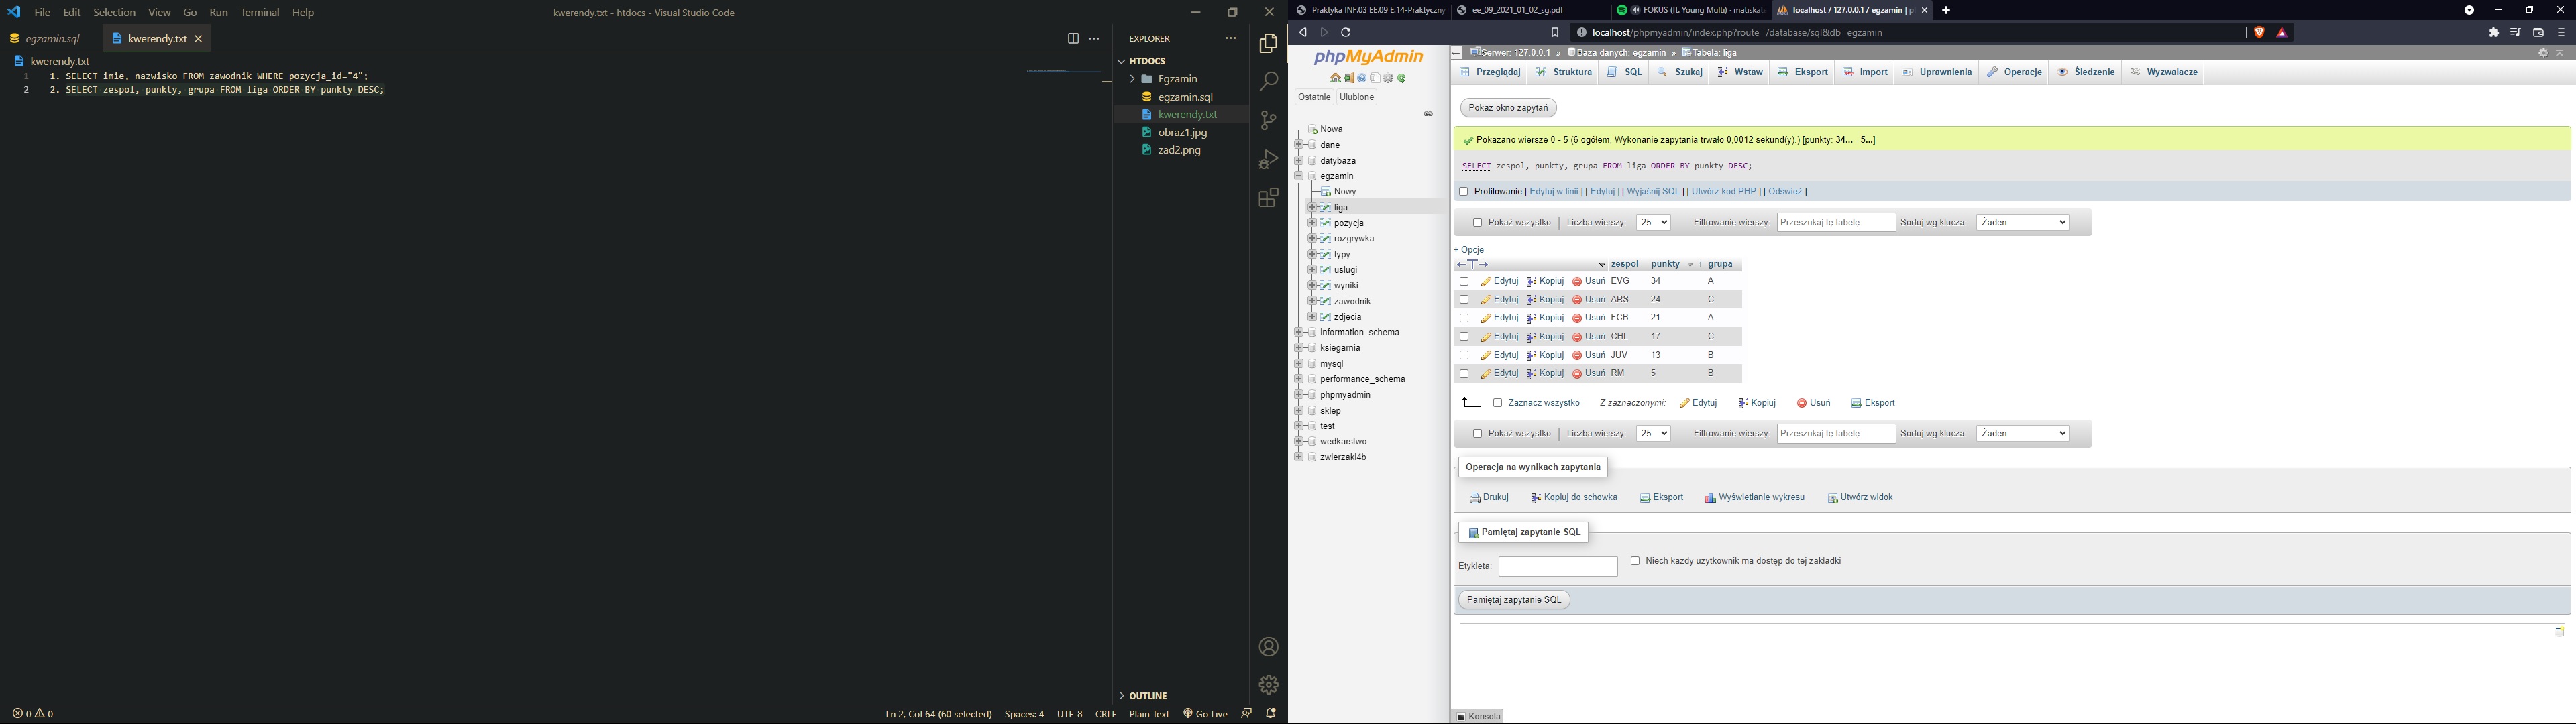 File Edit Selection View Go Run Terminal Help
kwerendy.txt - htdocs - Visual Studio Code
egzamin.sql
kwerendy.txt
kwerendy.txt
1 1. SELECT imie, nazwisko FROM zawodnik WHERE pozycja_id="4";
2 2. SELECT zespol, punkty, grupa FROM liga ORDER BY punkty DESC;
EXPLORER
HTDOCS
Egzamin
egzamin.sql
kwerendy.txt
obraz1.jpg
zad2.png
OUTLINE
0 0
Ln 2, Col 64 (60 selected) Spaces: 4 UTF-8 CRLF Plain Text Go Live
Praktyka INF.03 EE.09 E.14-Praktyczny
ee_09_2021_01_02_sg.pdf
FOKUS (ft. Young Multi) - matiska
localhost / 127.0.0.1 / egzamin | p
localhost/phpmyadmin/index.php?route=/database/sql&db=egzamin
phpMyAdmin
Ostatnie Ulubione
Nowa
dane
datybaza
egzamin
Nowy
liga
pozycja
rozgrywka
typy
uslugi
wyniki
zawodnik
zdjecia
information_schema
ksiegarnia
mysql
performance_schema
phpmyadmin
sklep
test
wedkarstwo
zwierzaki4b
Serwer: 127.0.0.1 » Baza danych: egzamin » Tabela: liga
Przeglądaj Struktura SQL Szukaj Wstaw Eksport Import Uprawnienia Operacje Śledzenie Wyzwalacze
Pokaż okno zapytań
Pokazano wiersze 0 - 5 (6 ogółem, Wykonanie zapytania trwało 0,0012 sekund(y).) [punkty: 34... - 5...]
SELECT zespol, punkty, grupa FROM liga ORDER BY punkty DESC;
Profilowanie [ Edytuj w linii ] [ Edytuj ] [ Wyjaśnij SQL ] [ Utwórz kod PHP ] [ Odśwież ]
Pokaż wszystko Liczba wierszy: 25 Filtrowanie wierszy: Przeszukaj tę tabelę Sortuj wg klucza: Żaden
+ Opcje
zespol punkty 1 grupa
Edytuj Kopiuj Usuń EVG 34 A
Edytuj Kopiuj Usuń ARS 24 C
Edytuj Kopiuj Usuń FCB 21 A
Edytuj Kopiuj Usuń CHL 17 C
Edytuj Kopiuj Usuń JUV 13 B
Edytuj Kopiuj Usuń RM 5 B
Zaznacz wszystko Z zaznaczonymi: Edytuj Kopiuj Usuń Eksport
Pokaż wszystko Liczba wierszy: 25 Filtrowanie wierszy: Przeszukaj tę tabelę Sortuj wg klucza: Żaden
Operacja na wynikach zapytania
Drukuj Kopiuj do schowka Eksport Wyświetlanie wykresu Utwórz widok
Pamiętaj zapytanie SQL
Etykieta: Niech każdy użytkownik ma dostęp do tej zakładki
Pamiętaj zapytanie SQL
Konsola